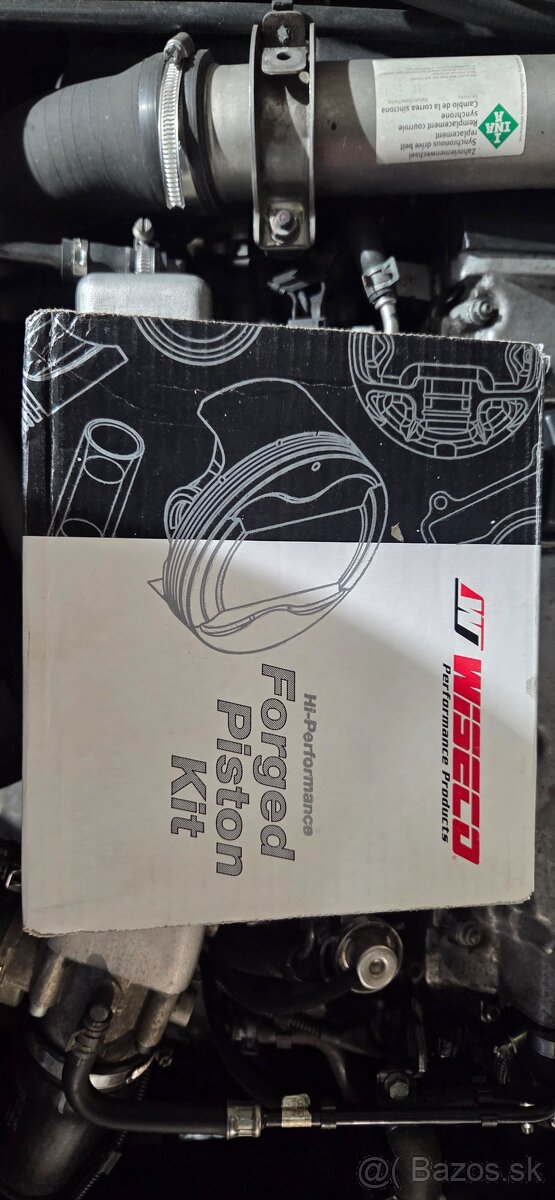 INA
Zahnriemenwechsel
Synchronous drive belt
replacement
Remplacement courroie
synchrone
Cambio de la correa síncrona
W WISECO
Performance Products
Hi-Performance
Forged
Piston
Kit
@( Bazos.sk